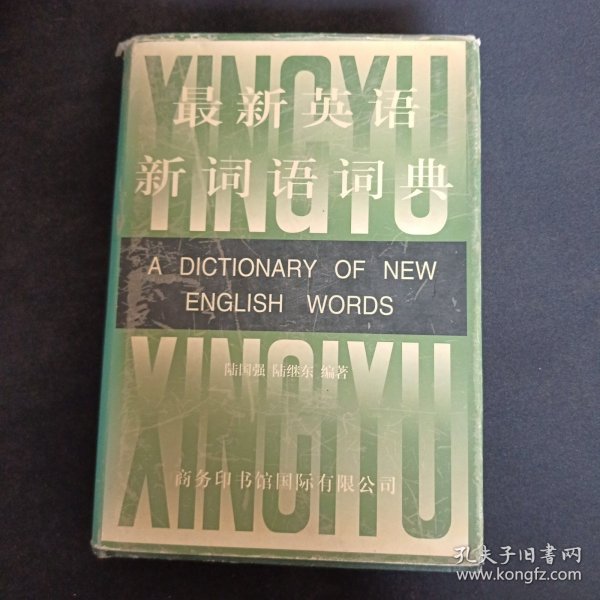 YINGYU
最新英语
新词语词典
YINGYU
A DICTIONARY OF NEW
ENGLISH WORDS
XINCIYU
陆国强 陆继东 编著
XINCIYU
商务印书馆国际有限公司
孔夫子旧书网
www.kongfz.com